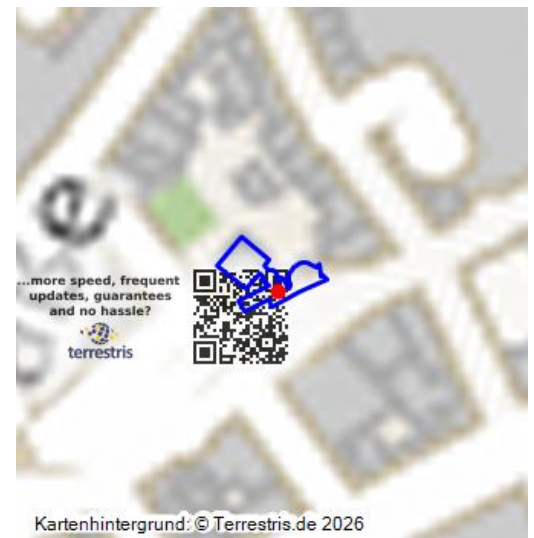 e
...more speed, frequent
updates, guarantees
and no hassle?
terrestris
Kartenhintergrund: © Terrestris.de 2026